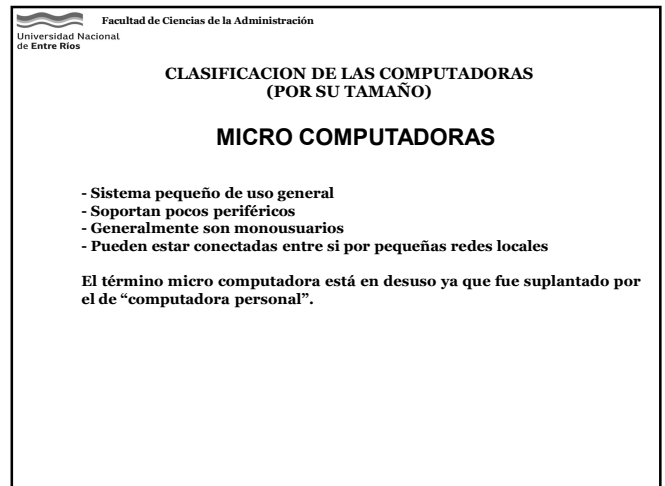 Facultad de Ciencias de la Administración
Universidad Nacional
de Entre Ríos
CLASIFICACION DE LAS COMPUTADORAS
(POR SU TAMAÑO)
MICRO COMPUTADORAS
- Sistema pequeño de uso general
- Soportan pocos periféricos
- Generalmente son monousuarios
- Pueden estar conectadas entre si por pequeñas redes locales
El término micro computadora está en desuso ya que fue suplantado por
el de “computadora personal”.